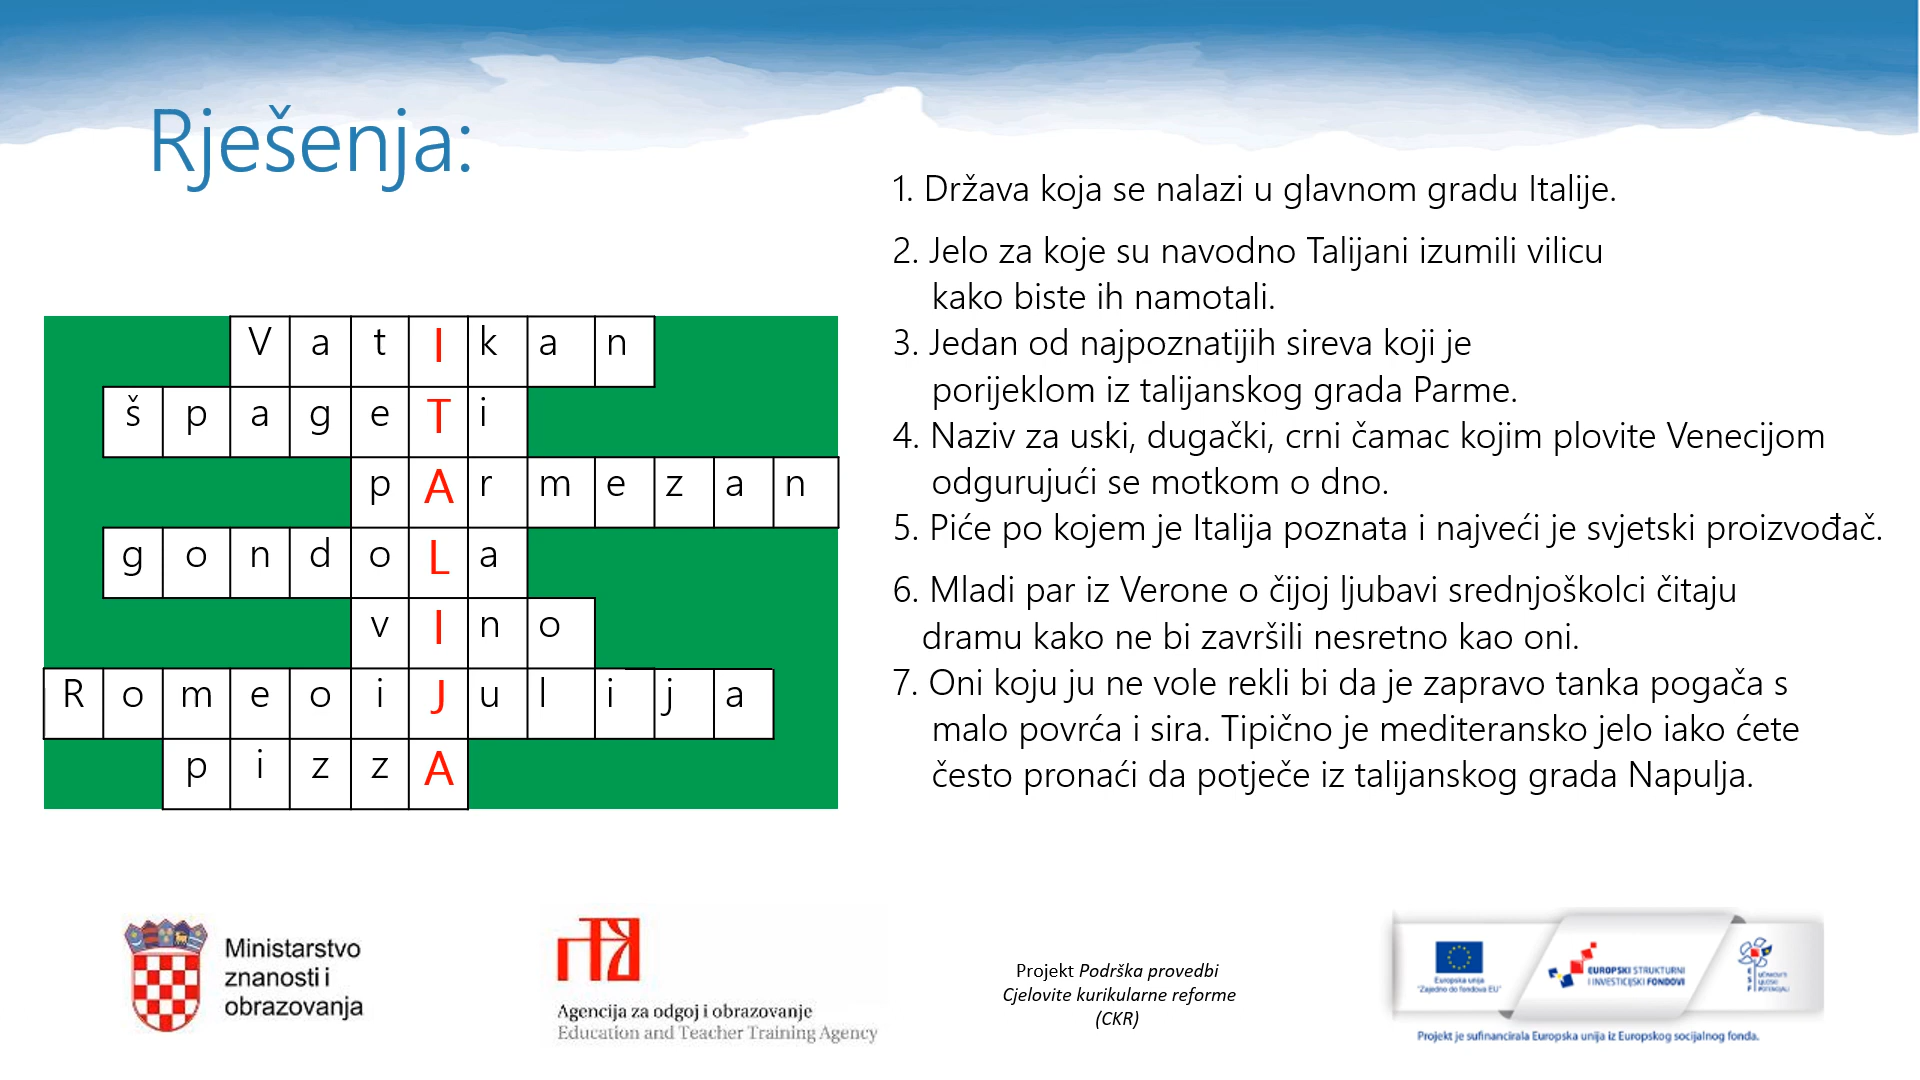 Rješenja:
V a t I k a n
š p a g e T i
p A r m e z a n
g o n d o L a
v I n o
R o m e o i J u l i j a
p i z z A
1. Država koja se nalazi u glavnom gradu Italije.
2. Jelo za koje su navodno Talijani izumili vilicu
kako biste ih namotali.
3. Jedan od najpoznatijih sireva koji je
porijeklom iz talijanskog grada Parme.
4. Naziv za uski, dugački, crni čamac kojim plovite Venecijom
odgurujući se motkom o dno.
5. Piće po kojem je Italija poznata i najveći je svjetski proizvođač.
6. Mladi par iz Verone o čijoj ljubavi srednjoškolci čitaju
dramu kako ne bi završili nesretno kao oni.
7. Oni koju ju ne vole rekli bi da je zapravo tanka pogača s
malo povrća i sira. Tipično je mediteransko jelo iako ćete
često pronaći da potječe iz talijanskog grada Napulja.
Ministarstvo
znanosti i
obrazovanja
Agencija za odgoj i obrazovanje
Education and Teacher Training Agency
Projekt Podrška provedbi
Cjelovite kurikularne reforme
(CKR)
Europska unija
"Zajedno do fondova EU"
EUROPSKI STRUKTURNI
I INVESTICIJSKI FONDOVI
Projekt je sufinancirala Europska unija iz Europskog socijalnog fonda.